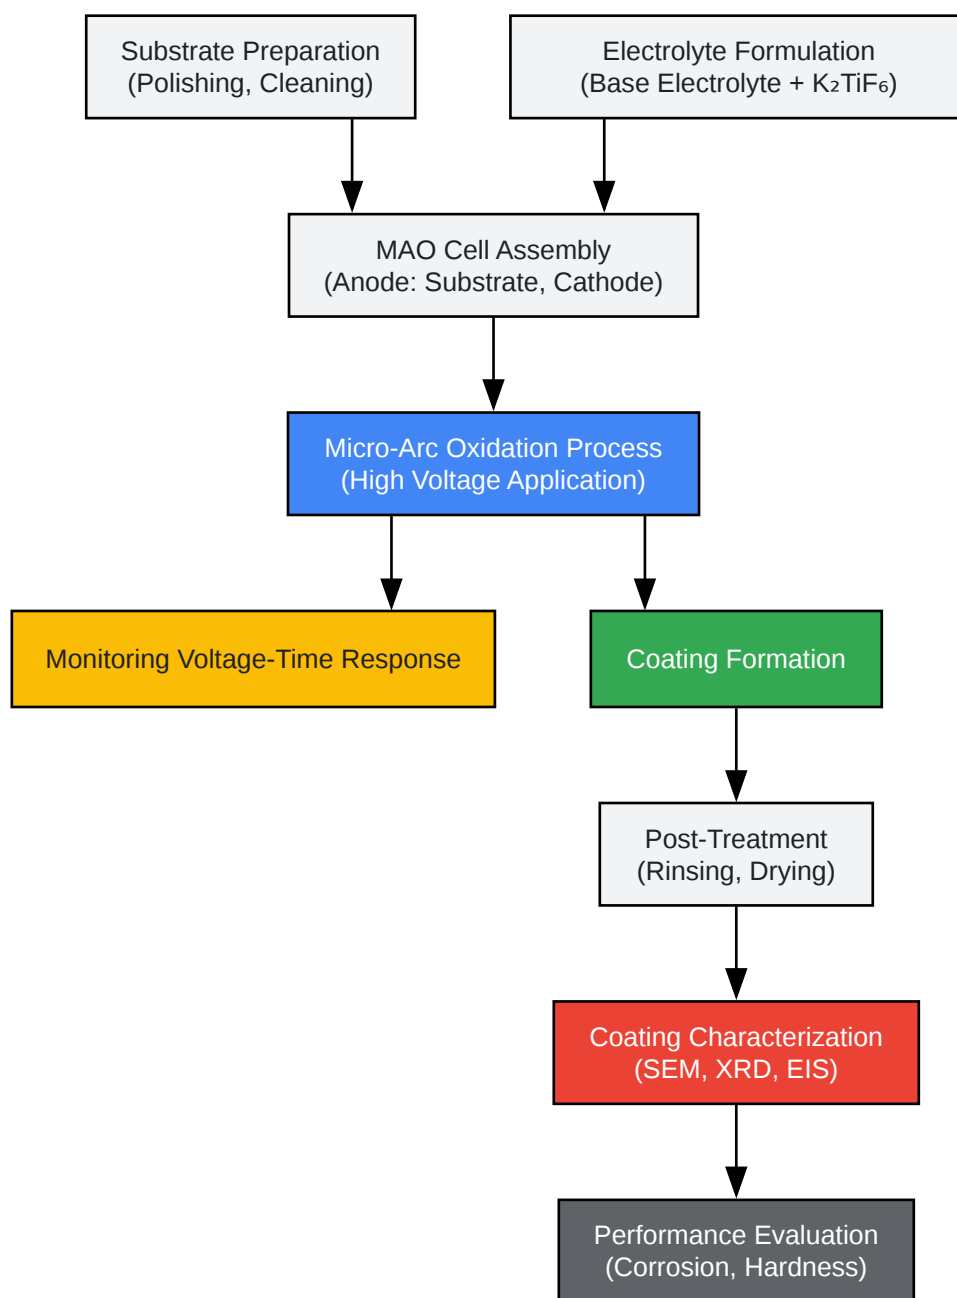 Substrate Preparation
(Polishing, Cleaning)
Electrolyte Formulation
(Base Electrolyte + K₂TiF₆)
MAO Cell Assembly
(Anode: Substrate, Cathode)
Micro-Arc Oxidation Process
(High Voltage Application)
Monitoring Voltage-Time Response
Coating Formation
Post-Treatment
(Rinsing, Drying)
Coating Characterization
(SEM, XRD, EIS)
Performance Evaluation
(Corrosion, Hardness)